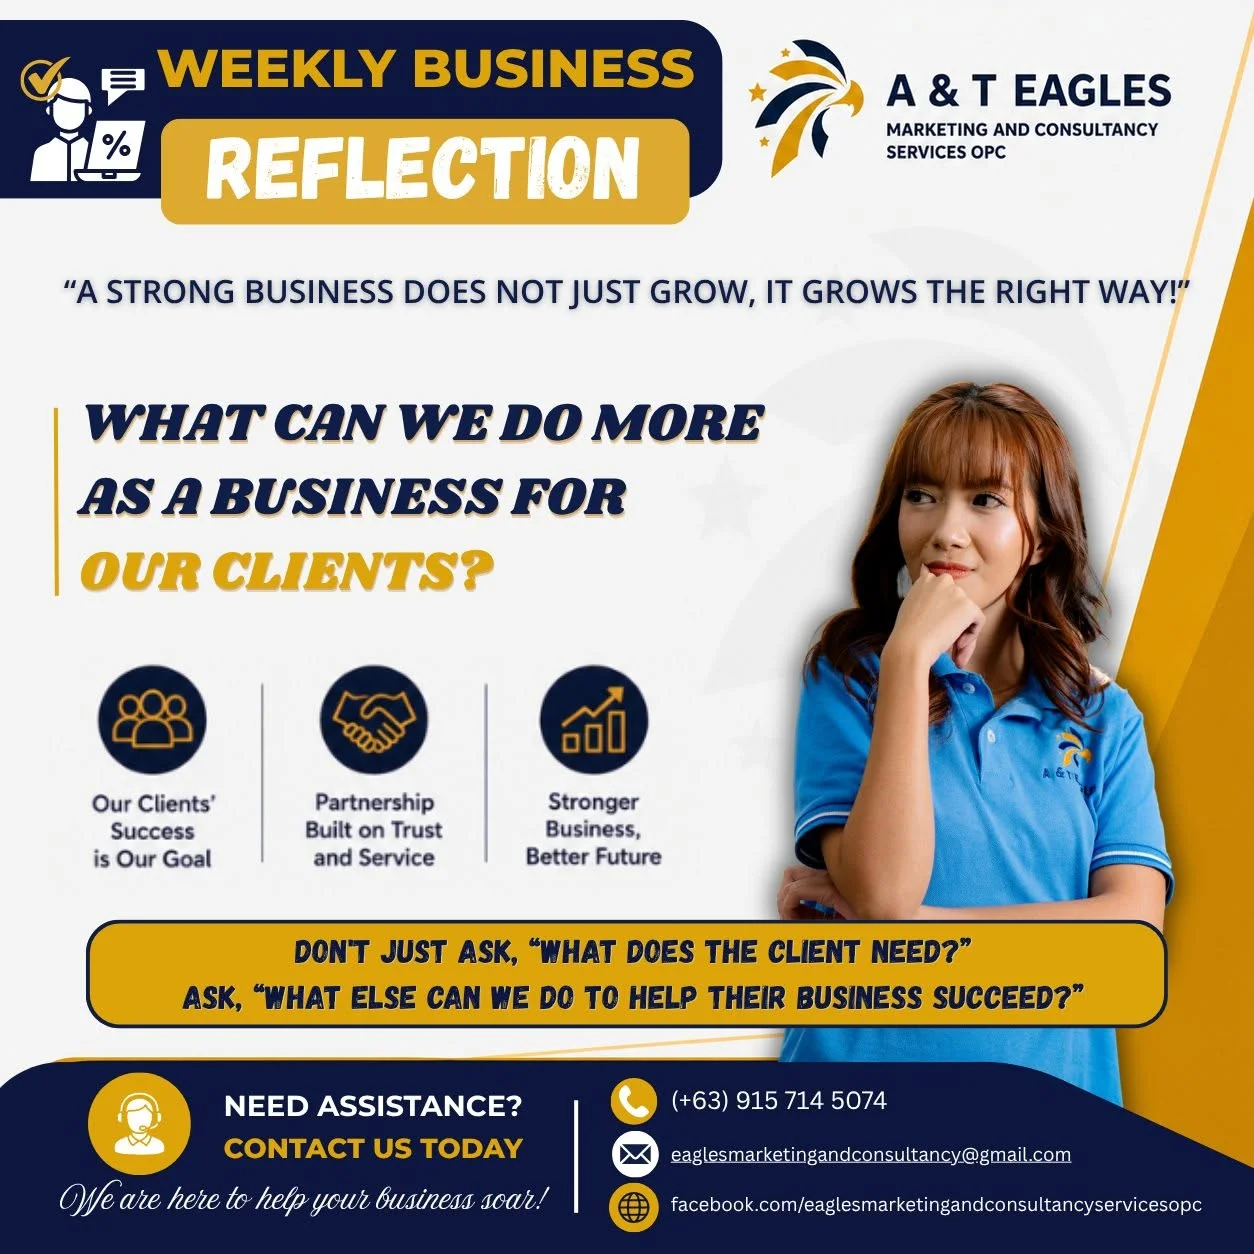 WEEKLY BUSINESS
REFLECTION
%
A & T EAGLES
MARKETING AND CONSULTANCY
SERVICES OPC
“A STRONG BUSINESS DOES NOT JUST GROW, IT GROWS THE RIGHT WAY!”
WHAT CAN WE DO MORE
AS A BUSINESS FOR
OUR CLIENTS?
Our Clients’
Success
is Our Goal
Partnership
Built on Trust
and Service
Stronger
Business,
Better Future
DON'T JUST ASK, “WHAT DOES THE CLIENT NEED?”
ASK, “WHAT ELSE CAN WE DO TO HELP THEIR BUSINESS SUCCEED?”
NEED ASSISTANCE?
CONTACT US TODAY
We are here to help your business soar!
(+63) 915 714 5074
eaglesmarketingandconsultancy@gmail.com
facebook.com/eaglesmarketingandconsultancyservicesopc